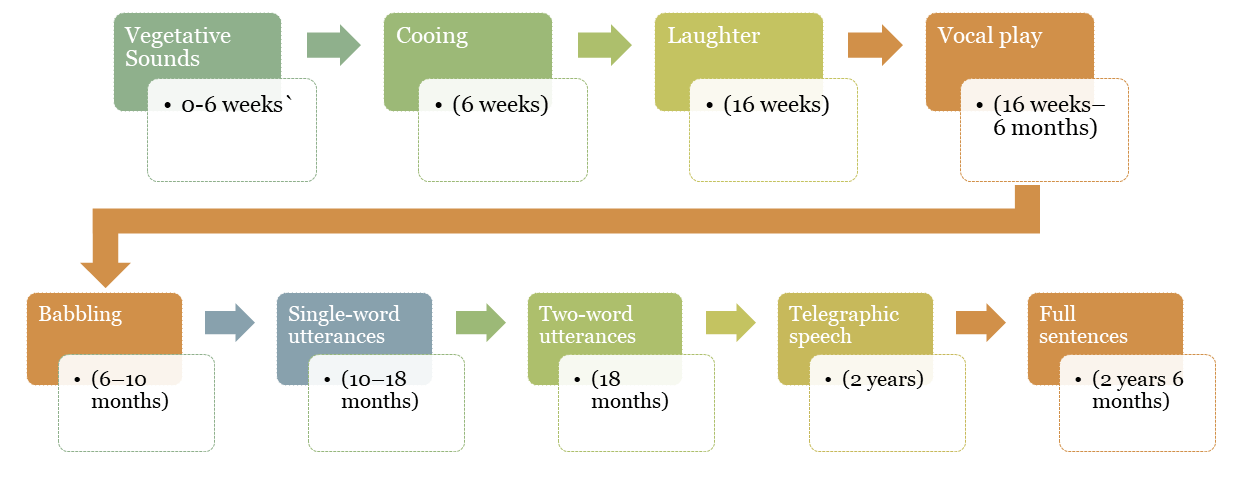 Vegetative
Sounds
• 0-6 weeks`
Cooing
• (6 weeks)
Laughter
• (16 weeks)
Vocal play
• (16 weeks–
6 months)
Babbling
• (6–10
months)
Single-word
utterances
• (10–18
months)
Two-word
utterances
• (18
months)
Telegraphic
speech
• (2 years)
Full
sentences
• (2 years 6
months)